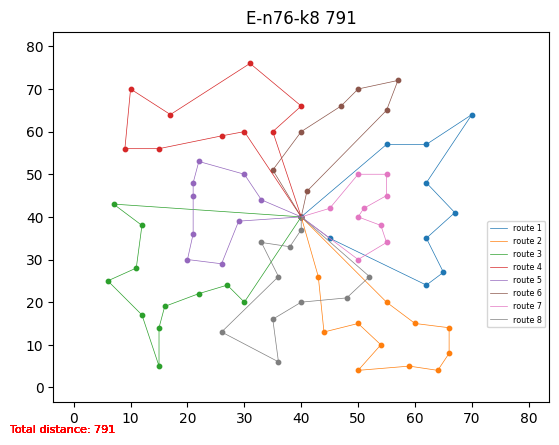 E-n76-k8 791
80
70
60
50
40
30
20
10
0
0 10 20 30 40 50 60 70 80
route 1
route 2
route 3
route 4
route 5
route 6
route 7
route 8
Total distance: 791